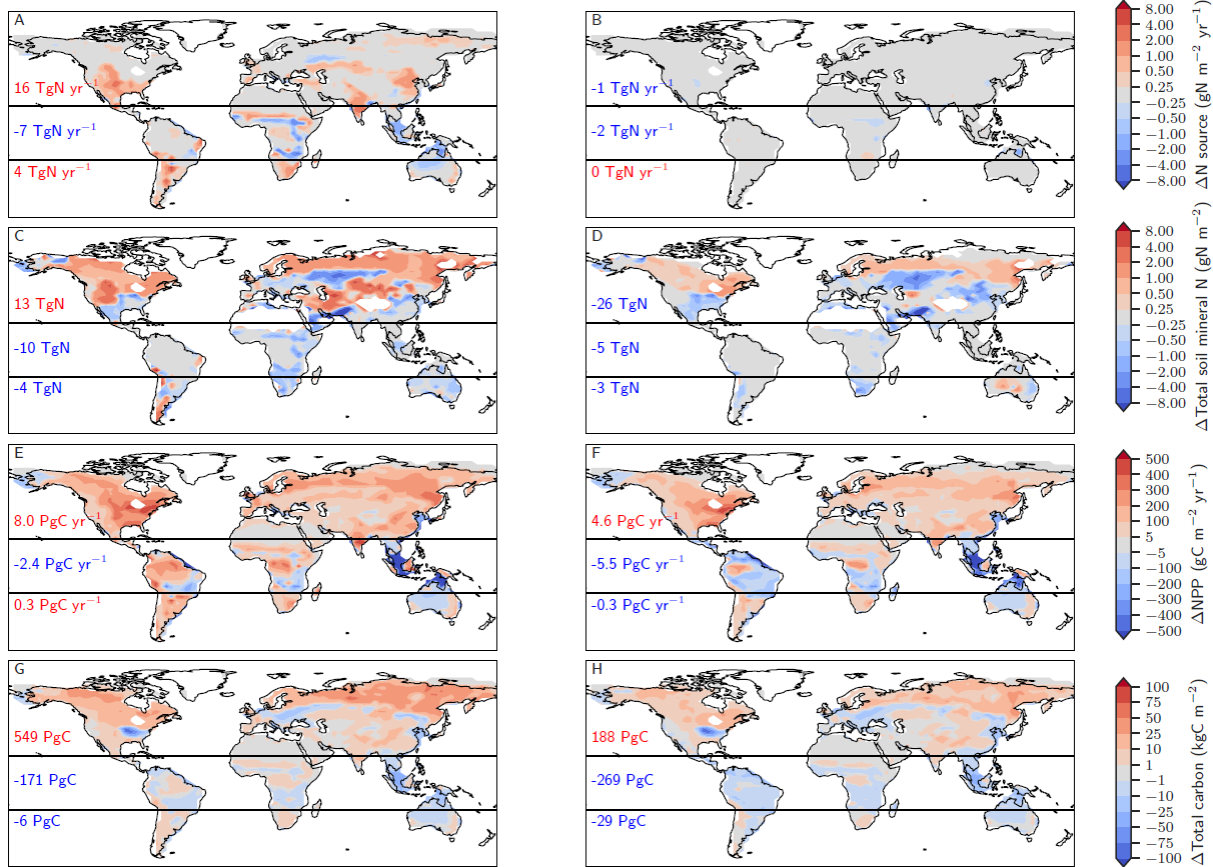 A
16 TgN yr⁻¹
-7 TgN yr⁻¹
4 TgN yr⁻¹
B
-1 TgN yr⁻¹
-2 TgN yr⁻¹
0 TgN yr⁻¹
8.00
4.00
2.00
1.00
0.50
0.25
−0.25
−0.50
−1.00
−2.00
−4.00
−8.00
ΔN source (gN m⁻² yr⁻¹)
C
13 TgN
-10 TgN
-4 TgN
D
-26 TgN
-5 TgN
-3 TgN
8.00
4.00
2.00
1.00
0.50
0.25
−0.25
−0.50
−1.00
−2.00
−4.00
−8.00
ΔTotal soil mineral N (gN m⁻²)
E
8.0 PgC yr⁻¹
-2.4 PgC yr⁻¹
0.3 PgC yr⁻¹
F
4.6 PgC yr⁻¹
-5.5 PgC yr⁻¹
-0.3 PgC yr⁻¹
500
400
300
200
100
5
−5
−100
−200
−300
−400
−500
ΔNPP (gC m⁻² yr⁻¹)
G
549 PgC
-171 PgC
-6 PgC
H
188 PgC
-269 PgC
-29 PgC
100
75
50
25
10
1
−1
−10
−25
−50
−75
−100
ΔTotal carbon (kgC m⁻²)